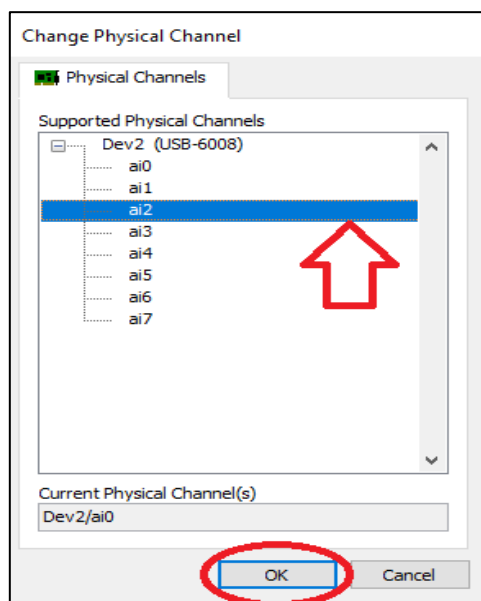 Change Physical Channel
Physical Channels
Supported Physical Channels
Dev2 (USB-6008)
ai0
ai1
ai2
ai3
ai4
ai5
ai6
ai7
Current Physical Channel(s)
Dev2/ai0
OK Cancel